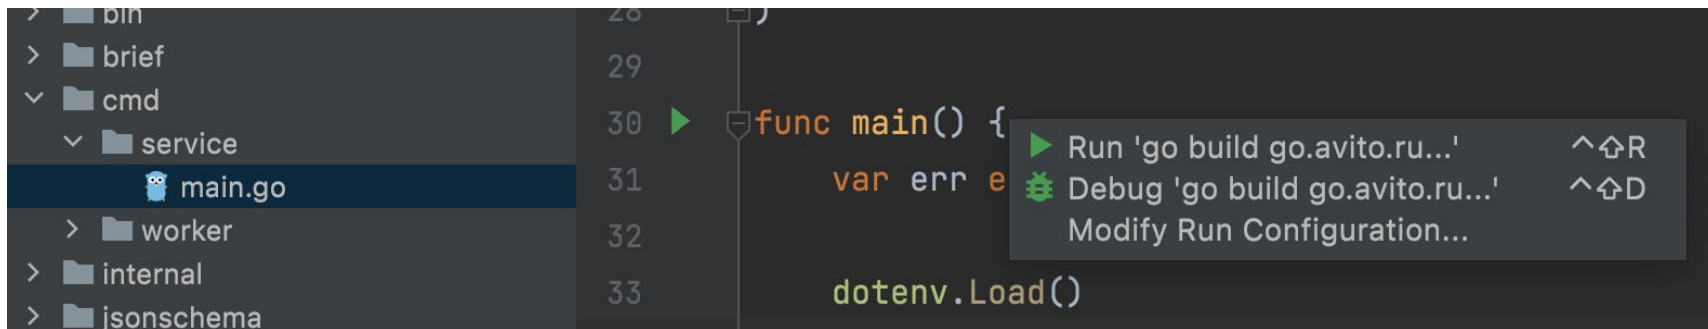 bin
brief
cmd
service
main.go
worker
internal
jsonschema
28 )
29
30 func main() {
31 var err e
32
33 dotenv.Load()
Run 'go build go.avito.ru...' ^⇧R
Debug 'go build go.avito.ru...' ^⇧D
Modify Run Configuration...